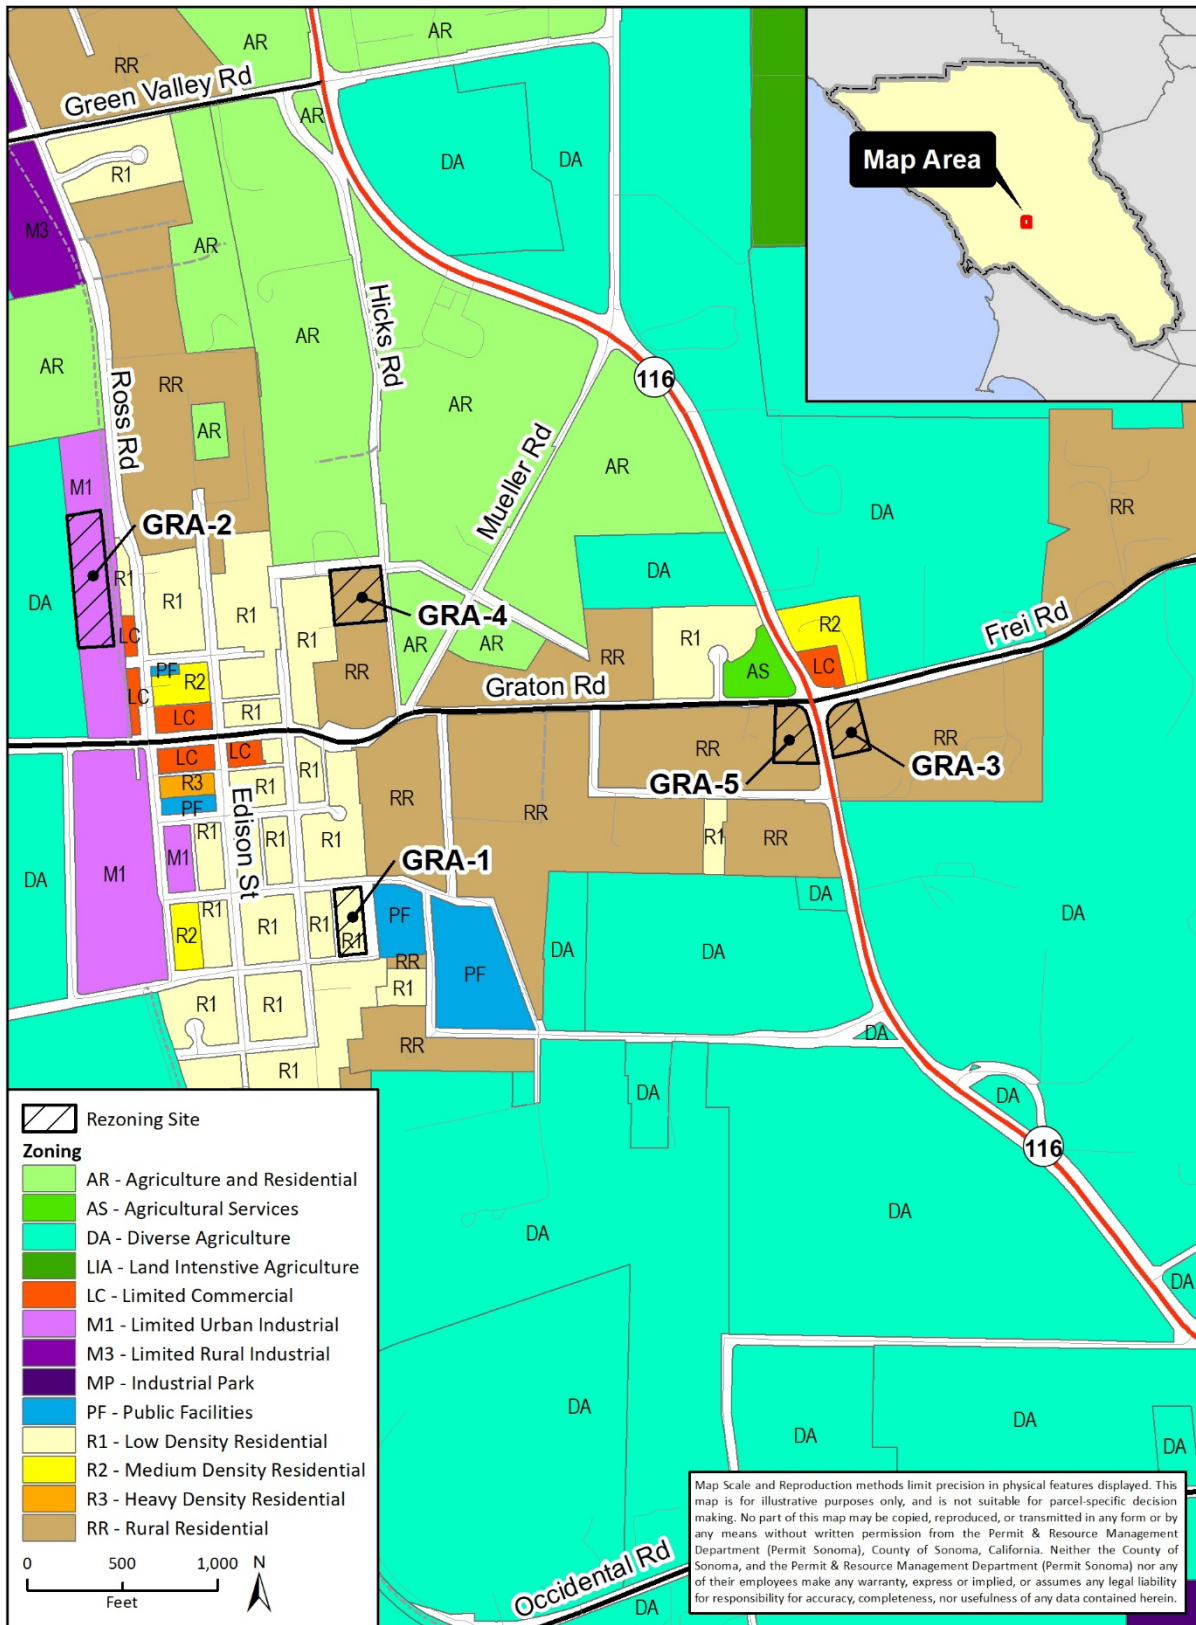 AR
AR
RR
Green Valley Rd
AR
DA
DA
R1
M3
AR
Map Area
Hicks Rd
AR
AR
RR
AR
Ross Rd
116
AR
Mueller Rd
AR
M1
GRA-2
DA
RR
DA
R1
R1
R1
DA
GRA-4
R1
AR
AR
R1
R2
Frei Rd
LC
PF
R2
RR
RR
AS
LC
LC
LC
R1
Graton Rd
LC
LC
RR
RR
GRA-5
GRA-3
R3
R1
R1
PF
Edison St
RR
RR
M1
R1
R1
R1
R1
RR
GRA-1
DA
M1
DA
DA
R1
R2
R1
R1
R1
PF
DA
DA
PF
RR
R1
R1
R1
RR
DA
R1
DA
DA
116
Rezoning Site
Zoning
AR - Agriculture and Residential
AS - Agricultural Services
DA - Diverse Agriculture
LIA - Land Intenstive Agriculture
LC - Limited Commercial
M1 - Limited Urban Industrial
M3 - Limited Rural Industrial
MP - Industrial Park
PF - Public Facilities
R1 - Low Density Residential
R2 - Medium Density Residential
R3 - Heavy Density Residential
RR - Rural Residential
0 500 1,000
Feet
N
DA
DA
DA
DA
DA
DA
DA
Occidental Rd
DA
Map Scale and Reproduction methods limit precision in physical features displayed. This
map is for illustrative purposes only, and is not suitable for parcel-specific decision
making. No part of this map may be copied, reproduced, or transmitted in any form or by
any means without written permission from the Permit & Resource Management
Department (Permit Sonoma), County of Sonoma, California. Neither the County of
Sonoma, and the Permit & Resource Management Department (Permit Sonoma) nor any
of their employees make any warranty, express or implied, or assumes any legal liability
for responsibility for accuracy, completeness, nor usefulness of any data contained herein.